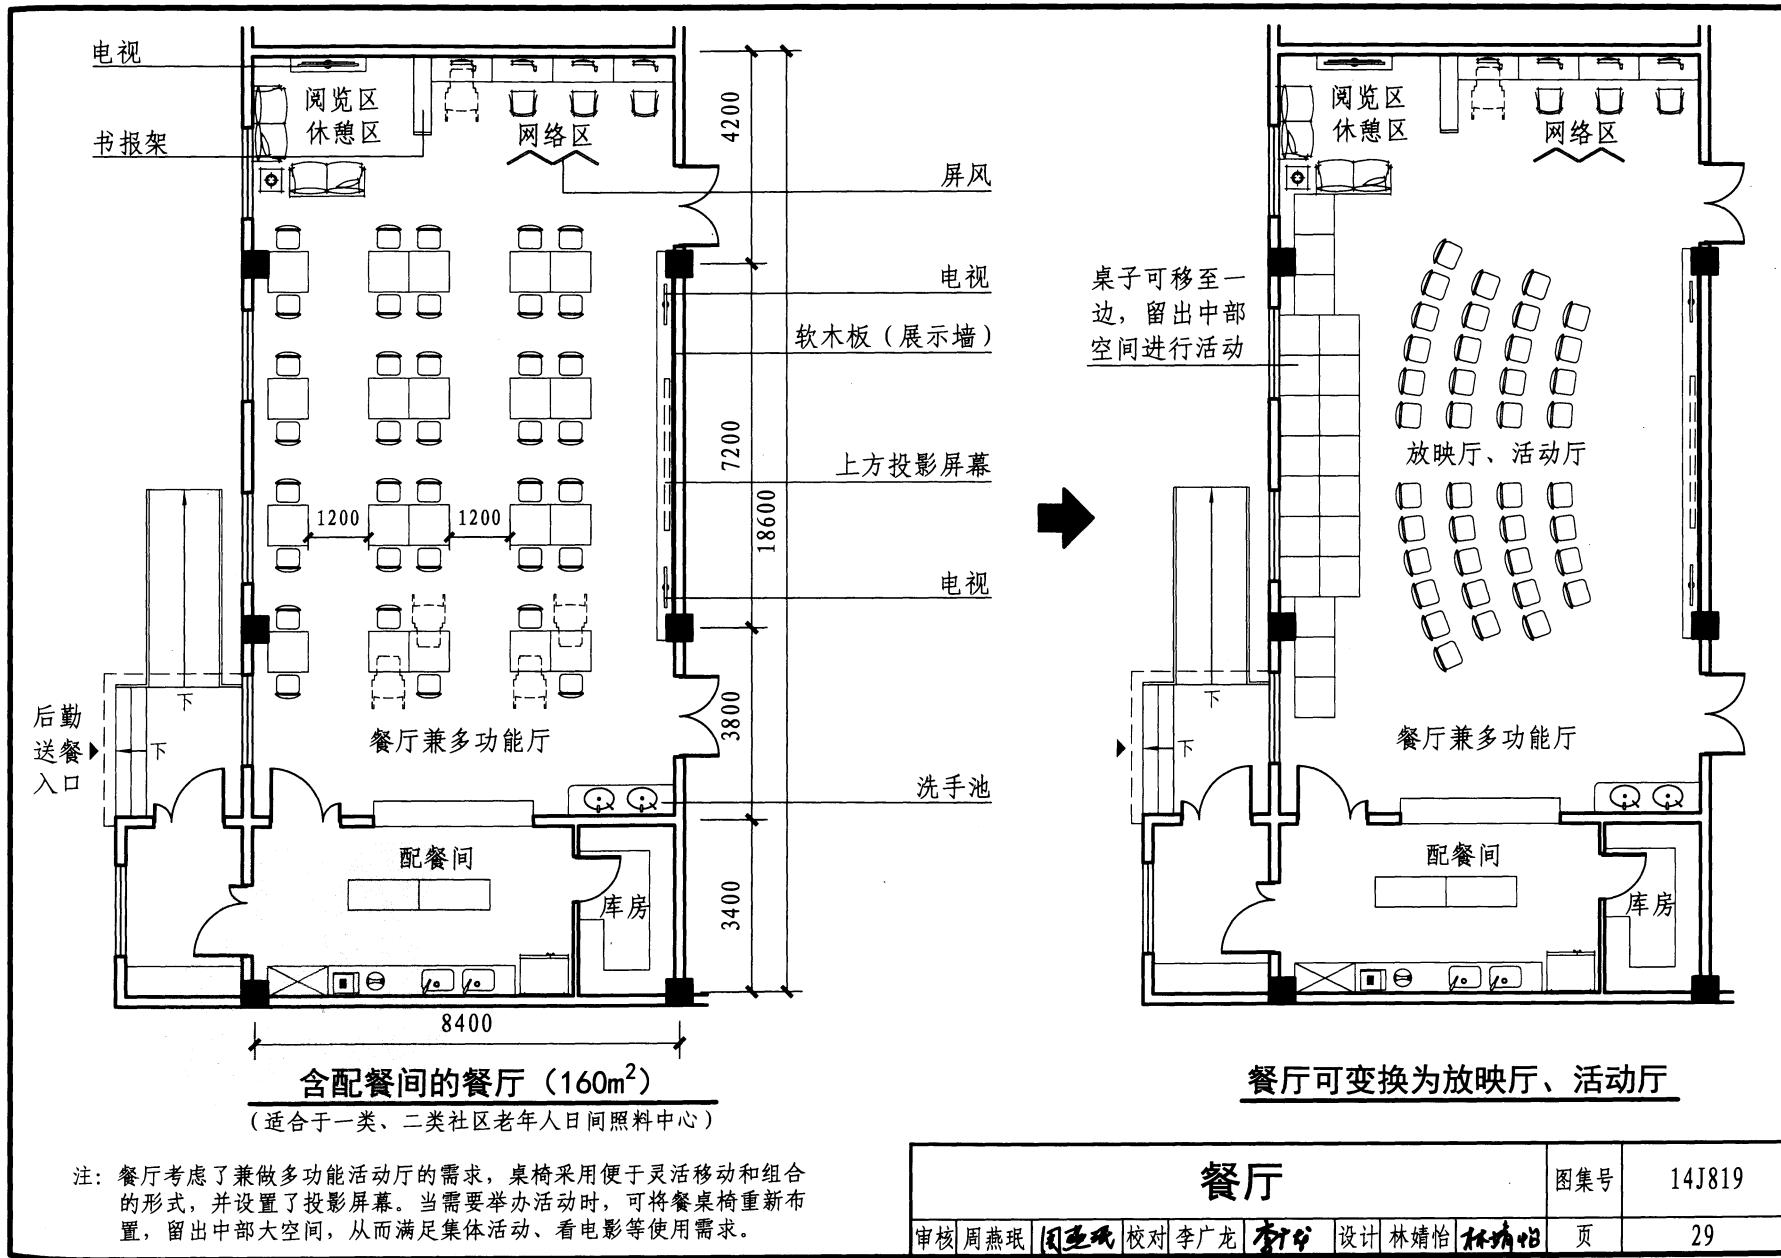 电视
阅览区
休憩区
书报架
网络区
4200
屏风
电视
软木板（展示墙）
7200
上方投影屏幕
18600
1200
1200
电视
下
后勤
送餐
入口
下
餐厅兼多功能厅
3800
洗手池
配餐间
库房
3400
8400
含配餐间的餐厅（160m²）
（适合于一类、二类社区老年人日间照料中心）
阅览区
休憩区
网络区
桌子可移至一
边，留出中部
空间进行活动
放映厅、活动厅
下
下
餐厅兼多功能厅
配餐间
库房
餐厅可变换为放映厅、活动厅
注：餐厅考虑了兼做多功能活动厅的需求，桌椅采用便于灵活移动和组合
的形式，并设置了投影屏幕。当需要举办活动时，可将餐桌椅重新布
置，留出中部大空间，从而满足集体活动、看电影等使用需求。
餐厅 图集号 14J819
审核 周燕珉 周燕珉 校对 李广龙 李广龙 设计 林婧怡 林婧怡 页 29